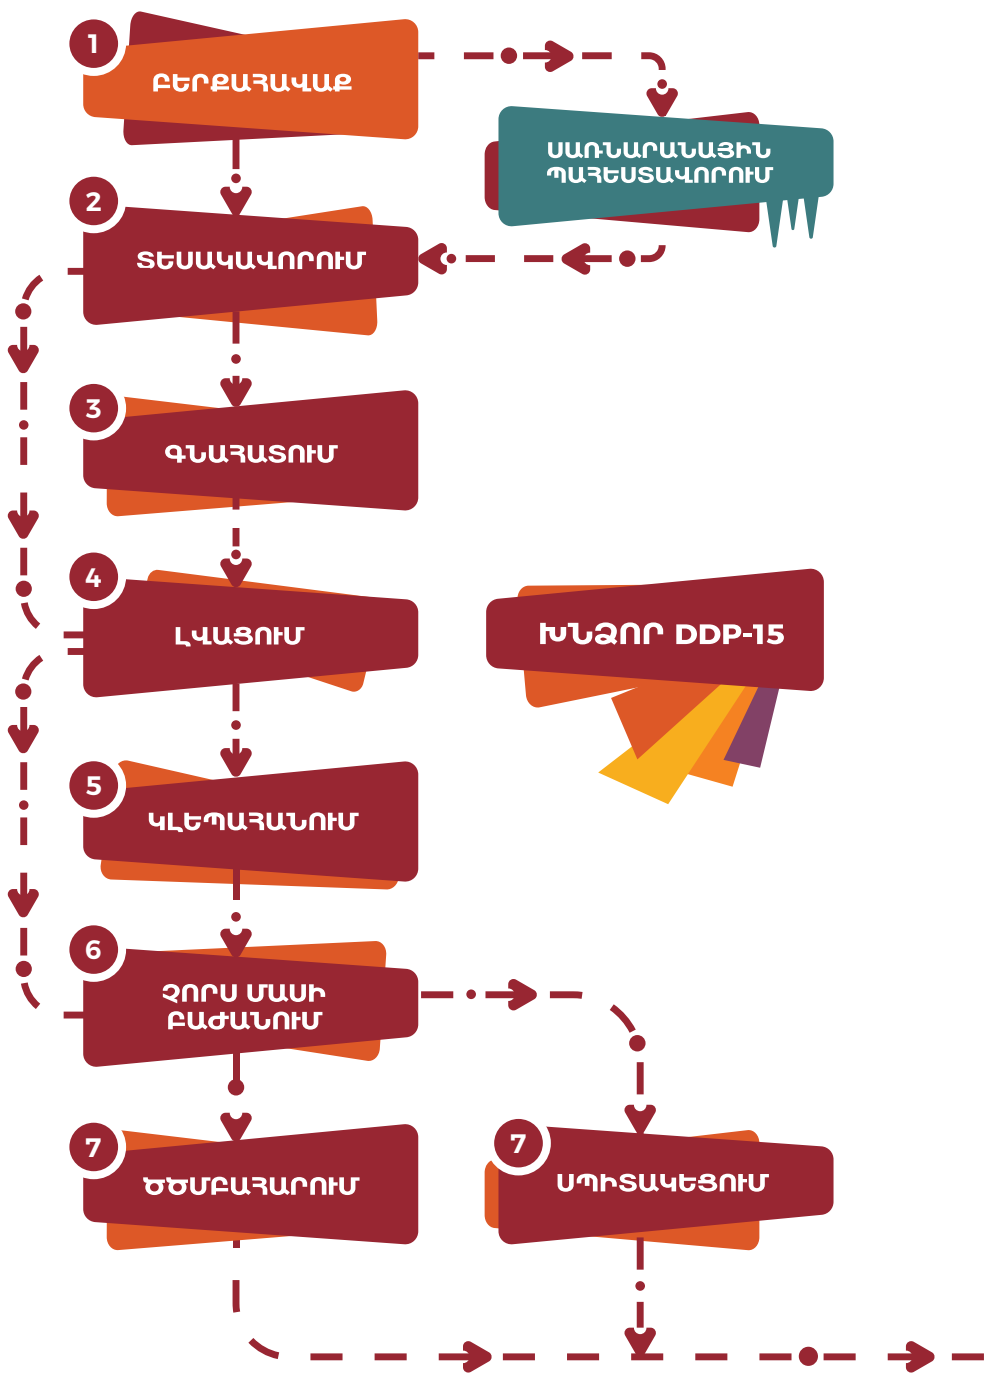 1
ԲԵՐՔԱՀԱՎԱՔ
ՍԱՌՆԱՐԱՆԱՅԻՆ
ՊԱՀԵՍՏԱՎՈՐՈՒՄ
2
ՏԵՍԱԿԱՎՈՐՈՒՄ
3
ԳՆԱՀԱՏՈՒՄ
4
ԼՎԱՑՈՒՄ
ԽՆՁՈՐ DDP-15
5
ԿԼԵՊԱՀԱՆՈՒՄ
6
ՉՈՐՍ ՄԱՍԻ
ԲԱԺԱՆՈՒՄ
7
ԾԾՄԲԱՀԱՐՈՒՄ
7
ՍՊԻՏԱԿԵՑՈՒՄ